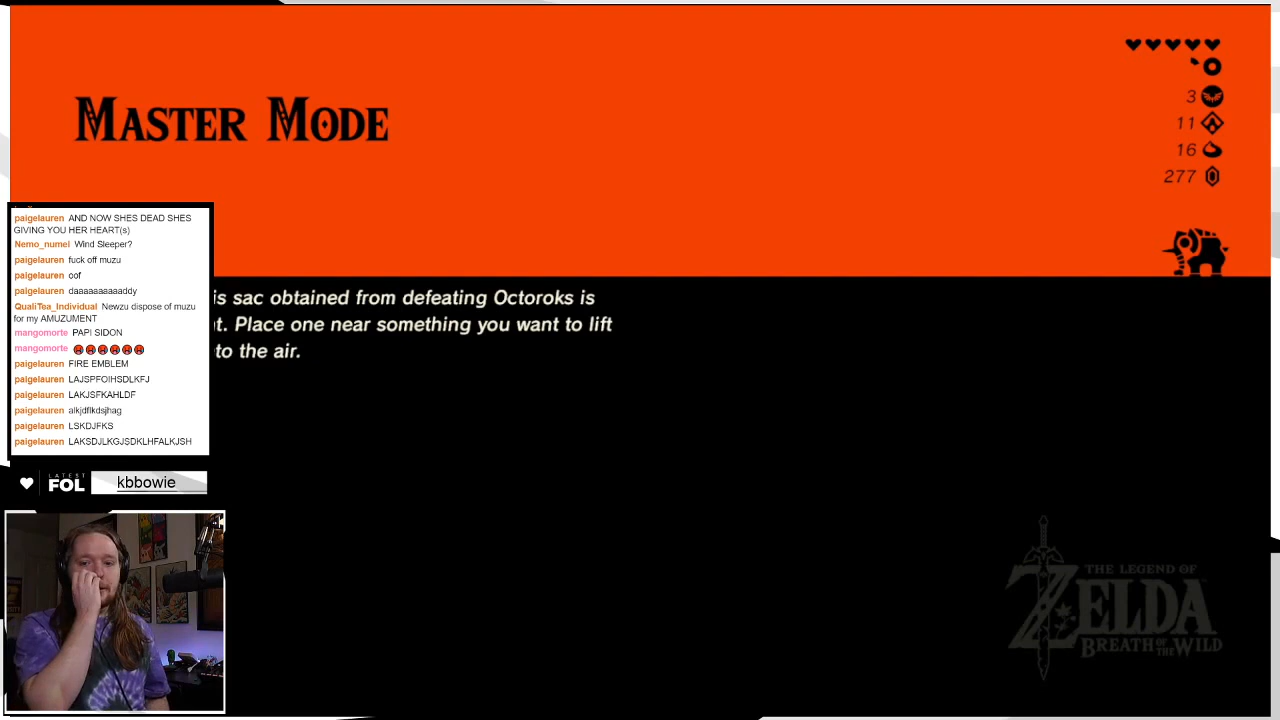 MASTER MODE
3
11
16
277
paigelauren AND NOW SHES DEAD SHES
GIVING YOU HER HEART(s)
Nemo_numei Wind Sleeper?
paigelauren fuck off muzu
paigelauren oof
paigelauren daaaaaaaaaaddy
QualiTea_Individual Newzu dispose of muzu
for my AMUZUMENT
mangomorte PAPI SIDON
mangomorte
paigelauren FIRE EMBLEM
paigelauren LAJSPFOIHSDLKFJ
paigelauren LAKJSFKAHLDF
paigelauren alkjdflkdsjhag
paigelauren LSKDJFKS
paigelauren LAKSDJLKGJSDKLHFALKJSH
is sac obtained from defeating Octoroks is
t. Place one near something you want to lift
to the air.
LATEST
FOL
kbbowie
THE LEGEND OF
ZELDA
BREATH OF THE WILD